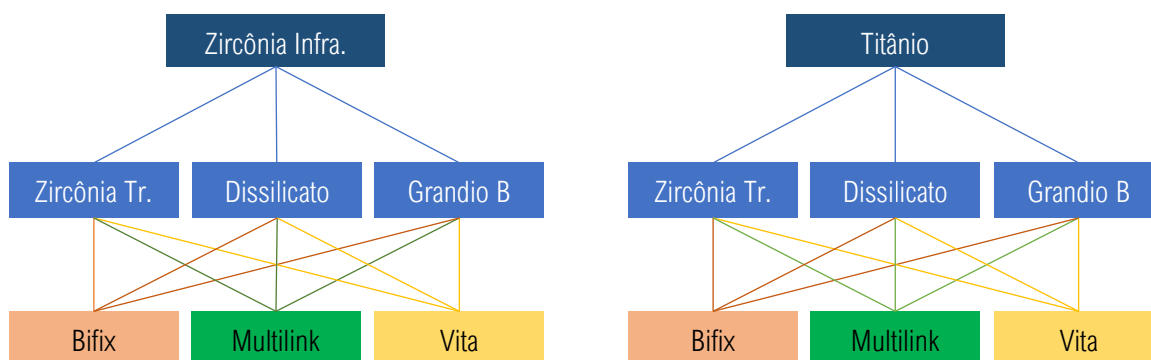 Zircônia Infra.
Titânio
Zircônia Tr.
Dissilicato
Grandio B
Zircônia Tr.
Dissilicato
Grandio B
Bifix
Multilink
Vita
Bifix
Multilink
Vita